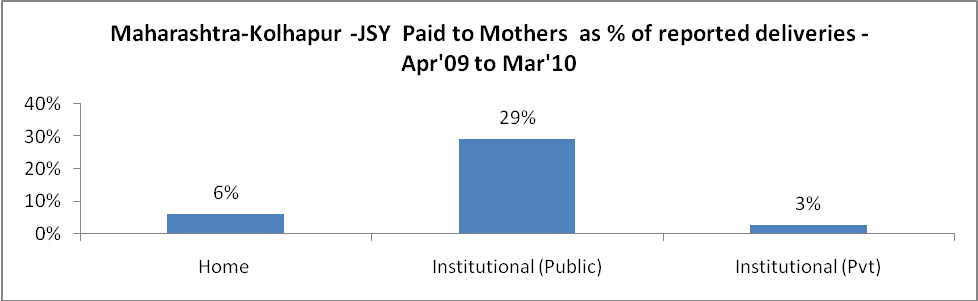 Maharashtra-Kolhapur -JSY Paid to Mothers as % of reported deliveries -
Apr'09 to Mar'10
40%
30%
20%
10%
0%
6%
29%
3%
Home
Institutional (Public)
Institutional (Pvt)